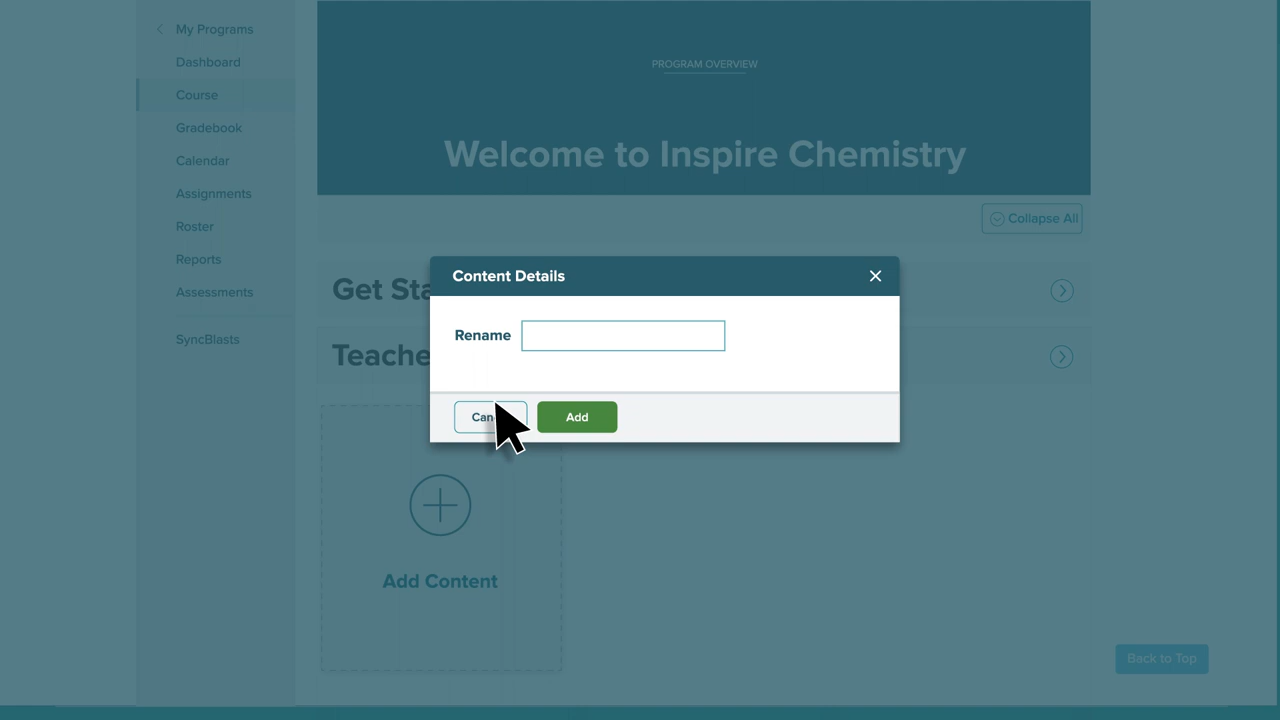 My Programs
Dashboard
Course
Gradebook
Calendar
Assignments
Roster
Reports
Assessments
SyncBlasts
PROGRAM OVERVIEW
Welcome to Inspire Chemistry
Collapse All
Get
Content Details
Rename
Add
Add Content
Back to Top